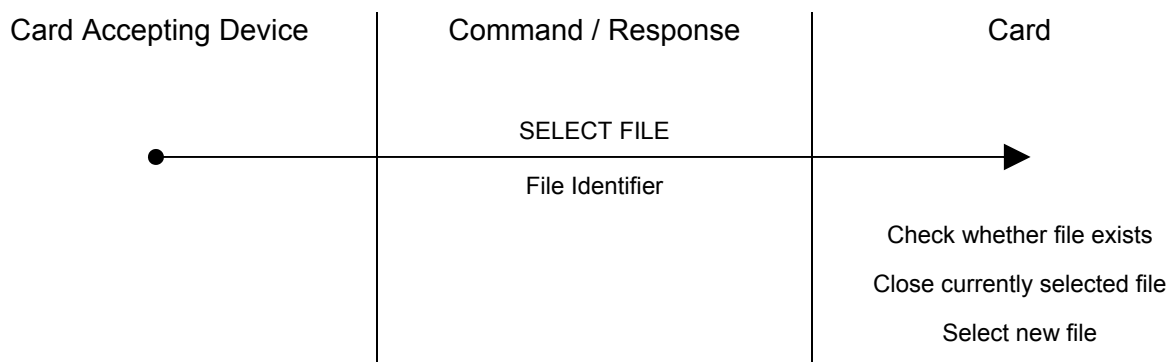 Card Accepting Device
Command / Response
Card
SELECT FILE
File Identifier
Check whether file exists
Close currently selected file
Select new file